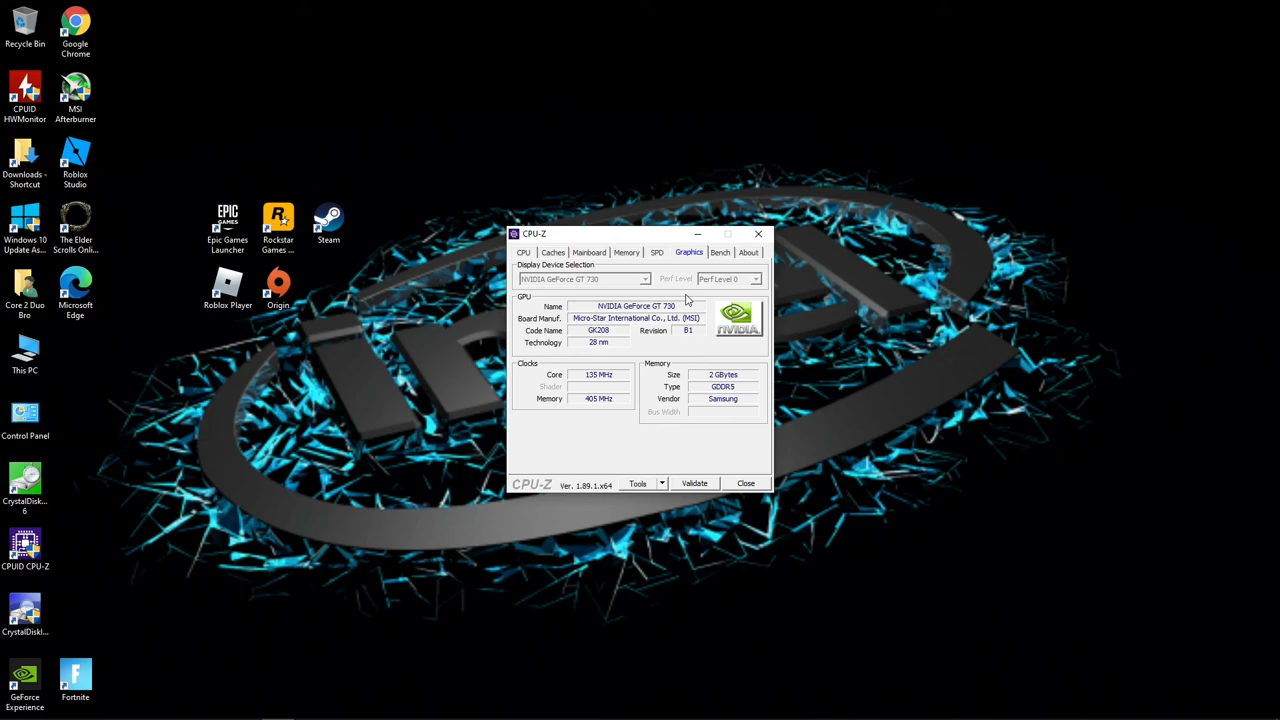 Recycle Bin
Google
Chrome
CPUID
HWMonitor
MSI
Afterburner
Downloads -
Shortcut
Roblox
Studio
Windows 10
Update As...
The Elder
Scrolls Onl...
Core 2 Duo
Bro
Microsoft
Edge
This PC
Control Panel
CrystalDisk...
6
CPUID CPU-Z
CrystalDiskI...
GeForce
Experience
Fortnite
EPIC
GAMES
Epic Games
Launcher
Rockstar
Games ...
Steam
Roblox Player
Origin
CPU-Z
CPU Caches Mainboard Memory SPD Graphics Bench About
Display Device Selection
NVIDIA GeForce GT 730 Perf Level Perf Level 0
GPU
Name NVIDIA GeForce GT 730
Board Manuf. Micro-Star International Co., Ltd. (MSI)
Code Name GK208 Revision B1
Technology 28 nm
NVIDIA.
Clocks
Core 135 MHz
Shader
Memory 405 MHz
Memory
Size 2 GBytes
Type GDDR5
Vendor Samsung
Bus Width
CPU-Z Ver. 1.89.1.x64 Tools Validate Close